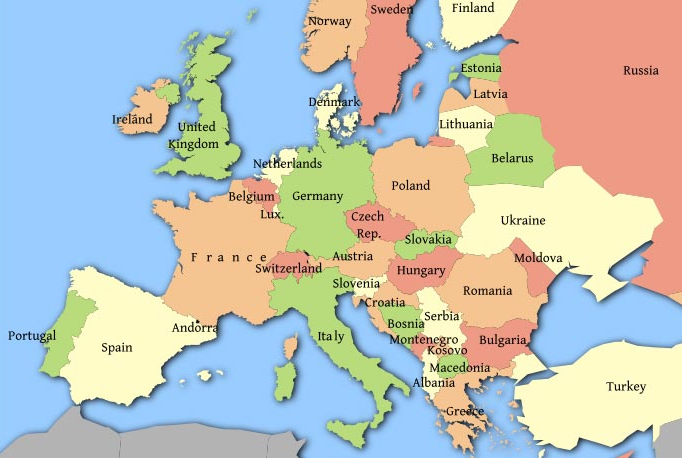 Finland
Sweden
Norway
Russia
Estonia
Latvia
Denmark
Ireland
Lithuania
United
Kingdom
Belarus
Netherlands
Poland
Germany
Belgium
Lux.
Czech
Rep.
Ukraine
Slovakia
France
Austria
Moldova
Switzerland
Hungary
Slovenia
Romania
Croatia
Serbia
Bosnia
Andorra
Portugal
Italy
Montenegro
Bulgaria
Spain
Kosovo
Macedonia
Albania
Turkey
Greece